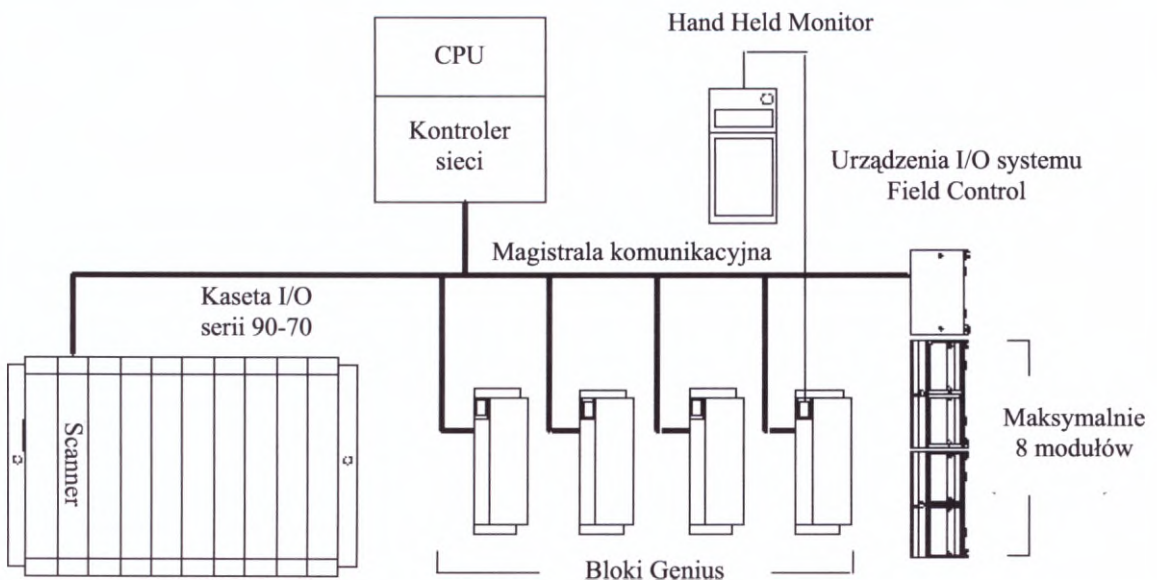 Hand Held Monitor
CPU
Kontroler
sieci
Urządzenia I/O systemu
Field Control
Magistrala komunikacyjna
Kaseta I/O
serii 90-70
Scanner
Maksymalnie
8 modułów
Bloki Genius